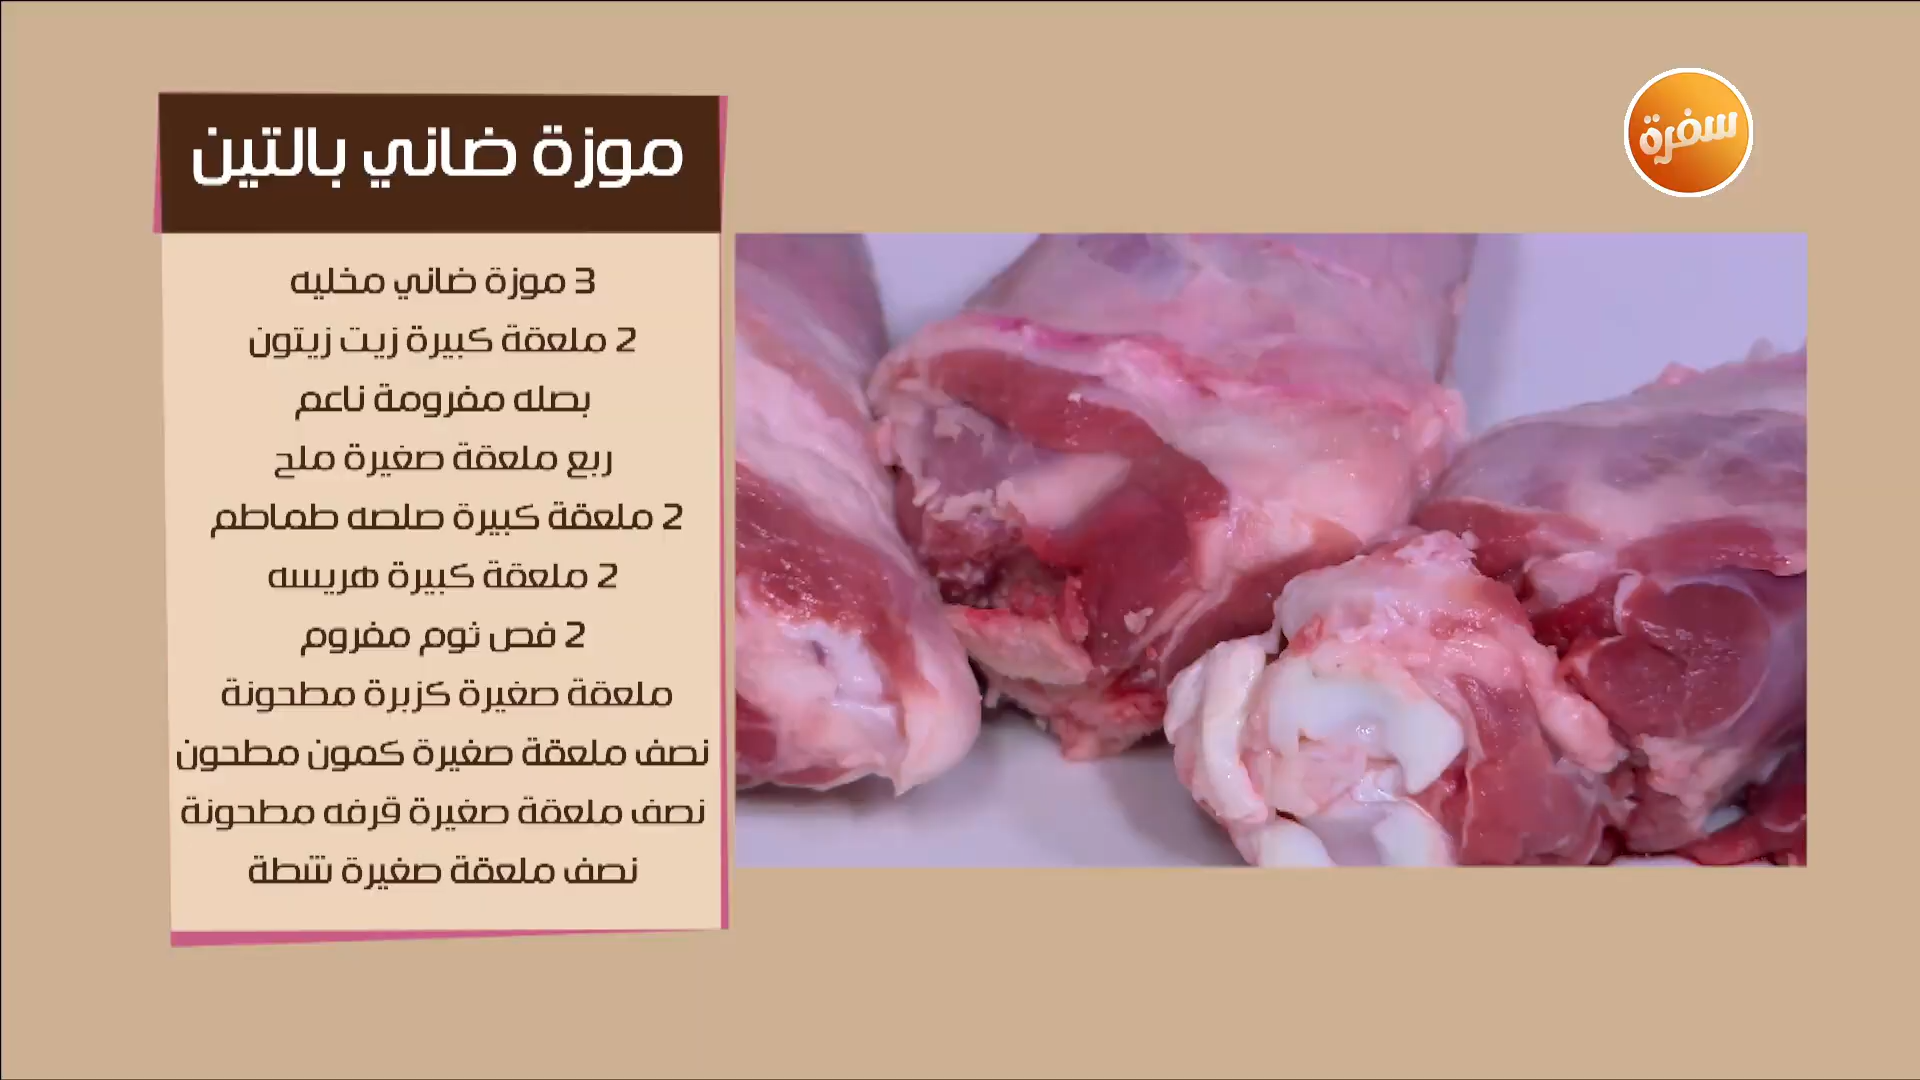 سفرة
موزة ضاني بالتين
3 موزة ضاني مخليه
2 ملعقة كبيرة زيت زيتون
بصله مفرومة ناعم
ربع ملعقة صغيرة ملح
2 ملعقة كبيرة صلصه طماطم
2 ملعقة كبيرة هريسه
2 فص ثوم مفروم
ملعقة صغيرة كزبرة مطحونة
نصف ملعقة صغيرة كمون مطحون
نصف ملعقة صغيرة قرفه مطحونة
نصف ملعقة صغيرة شطة